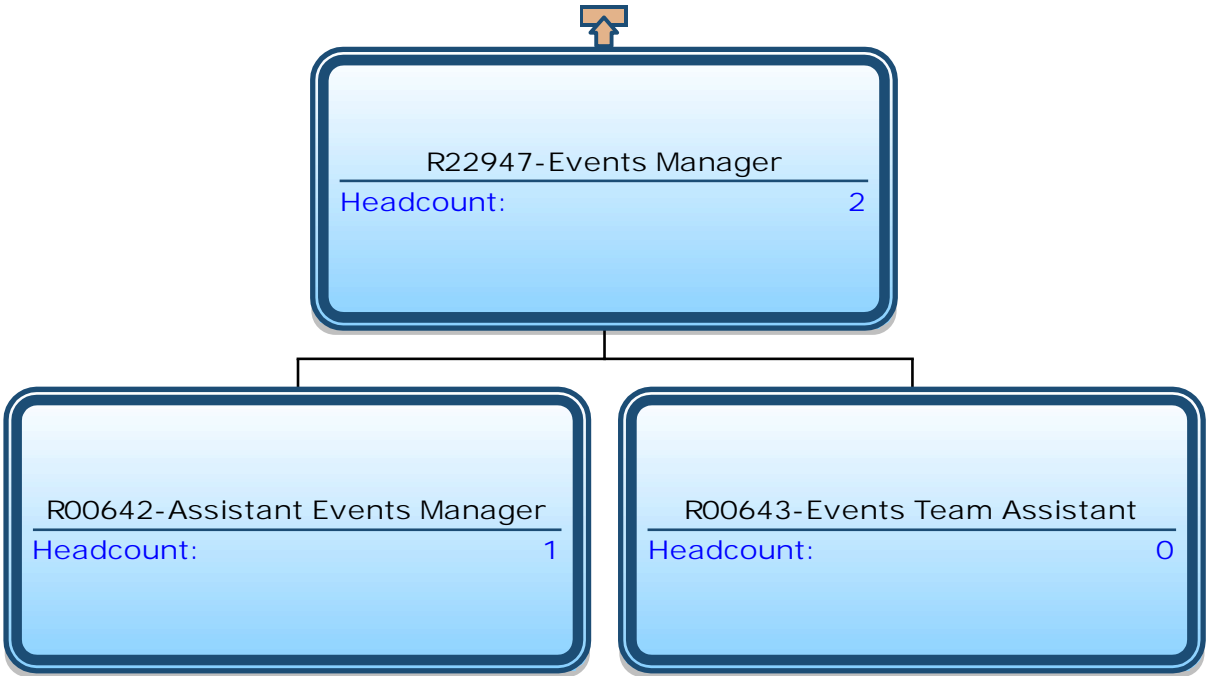 R22947-Events Manager
Headcount: 2
R00642-Assistant Events Manager
Headcount: 1
R00643-Events Team Assistant
Headcount: 0